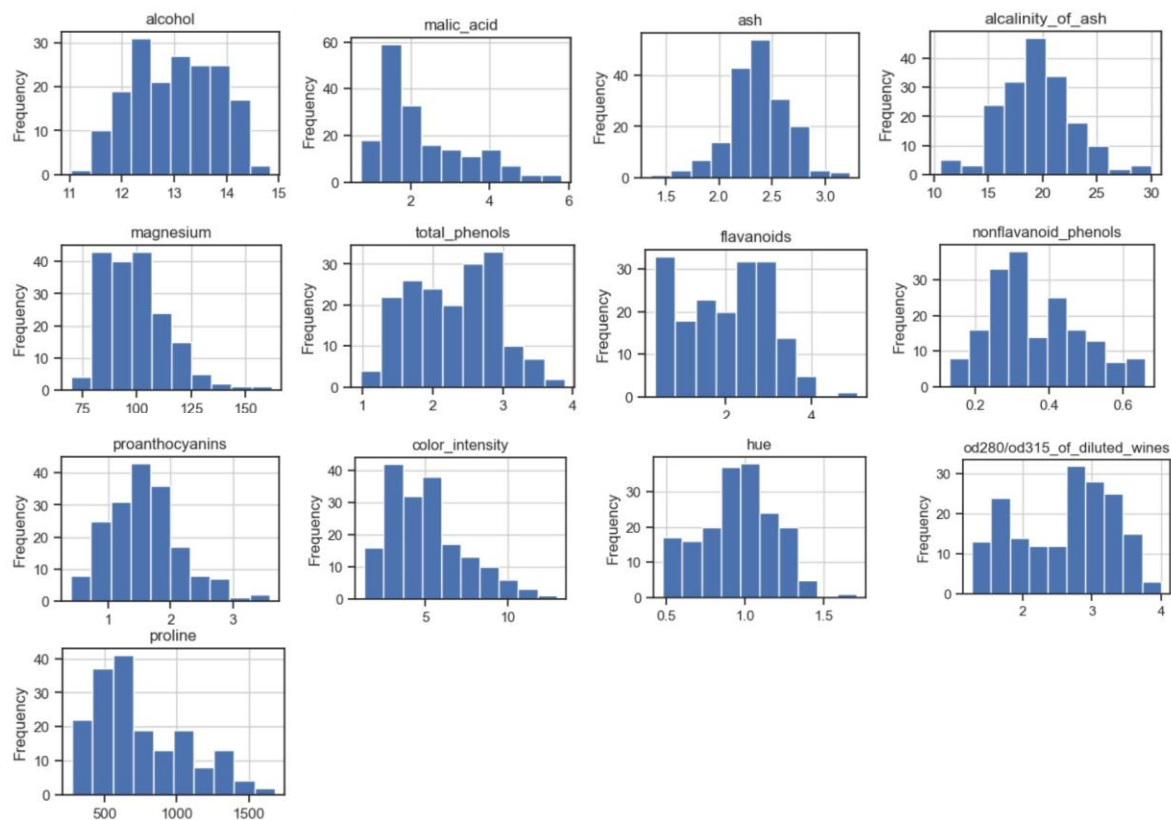 alcohol
30
20
10
0
Frequency
11 12 13 14 15
malic_acid
60
40
20
0
Frequency
2 4 6
ash
40
20
0
Frequency
1.5 2.0 2.5 3.0
alcalinity_of_ash
40
20
0
Frequency
10 15 20 25 30
magnesium
40
30
20
10
0
Frequency
75 100 125 150
total_phenols
30
20
10
0
Frequency
1 2 3 4
flavanoids
30
20
10
0
Frequency
2 4
nonflavanoid_phenols
30
20
10
0
Frequency
0.2 0.4 0.6
proanthocyanins
40
30
20
10
0
Frequency
1 2 3
color_intensity
40
30
20
10
0
Frequency
5 10
hue
30
20
10
0
Frequency
0.5 1.0 1.5
od280/od315_of_diluted_wines
30
20
10
0
Frequency
2 3 4
proline
40
30
20
10
0
Frequency
500 1000 1500